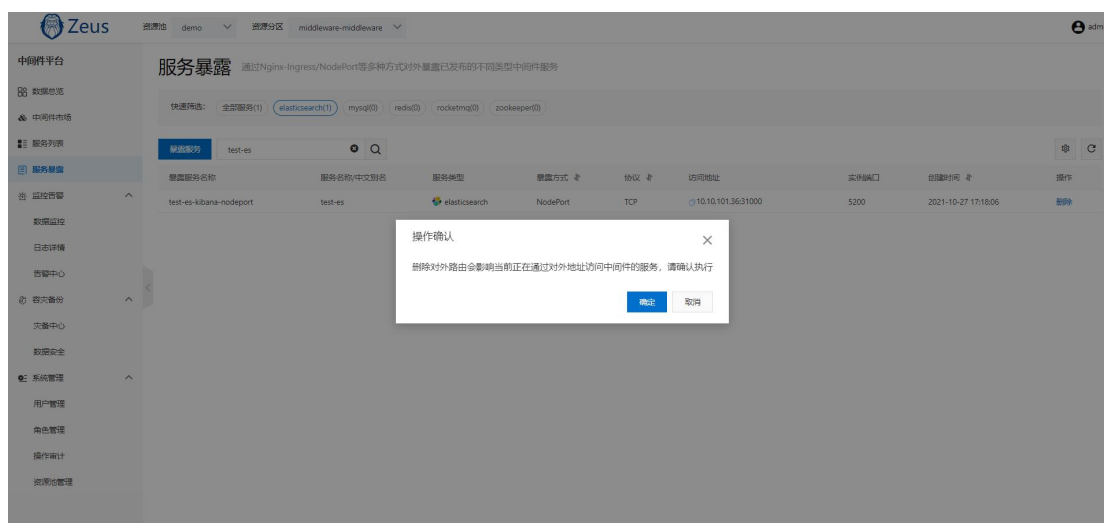 Zeus
资源池 demo 资源分区 middleware-middleware
adm
中间件平台
数据总览
中间件市场
服务列表
服务暴露
监控告警
数据监控
日志详情
告警中心
容灾备份
灾备中心
数据安全
系统管理
用户管理
角色管理
操作审计
资源池管理
服务暴露 通过Nginx-Ingress/NodePort等多种方式对外暴露已发布的不同类型中间件服务
快速筛选: 全部服务(1) elasticsearch(1) mysql(0) redis(0) rocketmq(0) zookeeper(0)
暴露服务 test-es
暴露服务名称 服务名称/中文别名 服务类型 暴露方式 协议 访问地址 实例端口 创建时间 操作
test-es-kibana-nodeport test-es elasticsearch NodePort TCP 10.10.101.36:31000 5200 2021-10-27 17:18:06 删除
操作确认
删除对外路由会影响当前正在通过对外地址访问中间件的服务，请确认执行
确定 取消